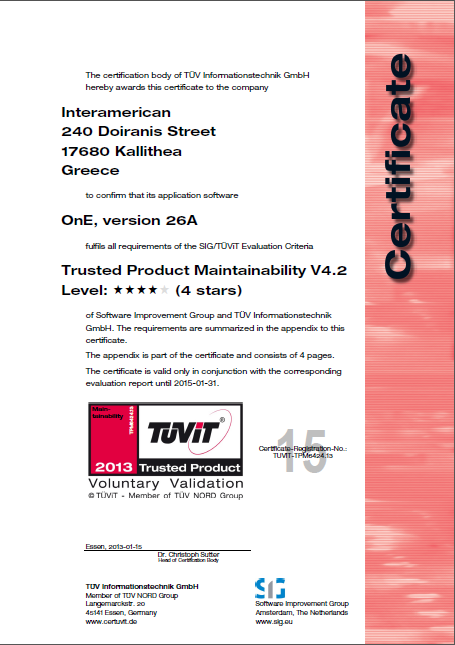 Certificate
The certification body of TÜV Informationstechnik GmbH
hereby awards this certificate to the company
Interamerican
240 Doiranis Street
17680 Kallithea
Greece
to confirm that its application software
OnE, version 26A
fulfils all requirements of the SIG/TÜViT Evaluation Criteria
Trusted Product Maintainability V4.2
Level: ★★★★★ (4 stars)
of Software Improvement Group and TÜV Informationstechnik
GmbH. The requirements are summarized in the appendix to this
certificate.
The appendix is part of the certificate and consists of 4 pages.
The certificate is valid only in conjunction with the corresponding
evaluation report until 2015-01-31.
Main-
tainability
TPM6424.13
TÜViT®
2013 Trusted Product
Voluntary Validation
© TÜViT - Member of TÜV NORD Group
15
Certificate-Registration-No.:
TUVIT-TPM6424.13
Essen, 2013-01-15
Dr. Christoph Sutter
Head of Certification Body
TÜV Informationstechnik GmbH
Member of TÜV NORD Group
Langemarckstr. 20
45141 Essen, Germany
www.certuvit.de
SIG
Software Improvement Group
Amsterdam, The Netherlands
www.sig.eu